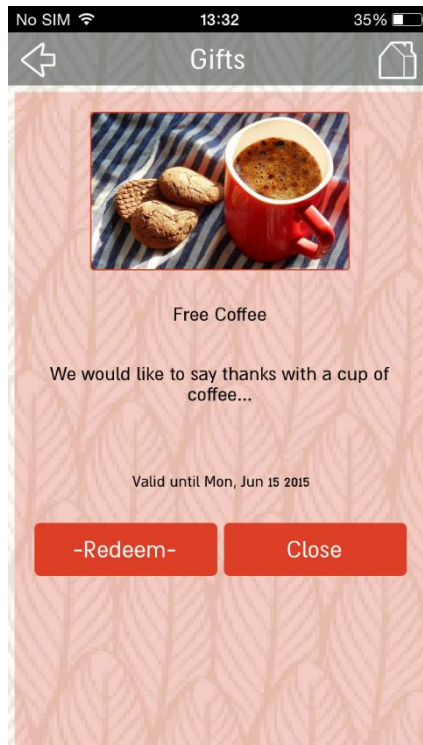 No SIM 13:32 35%
Gifts
Free Coffee
We would like to say thanks with a cup of
coffee...
Valid until Mon, Jun 15 2015
-Redeem- Close